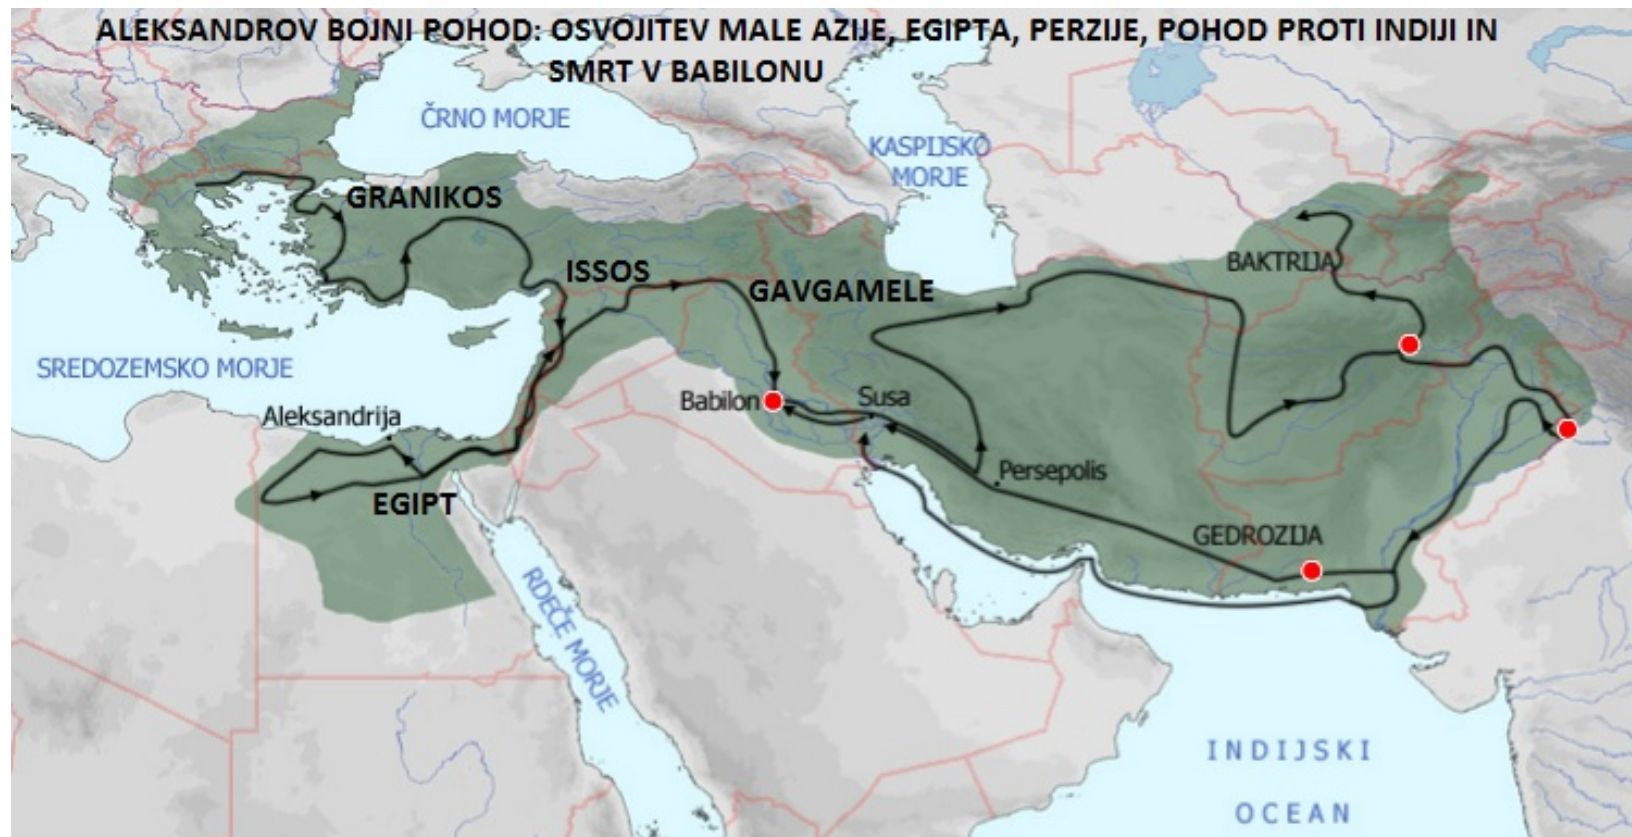 ALEKSANDROV BOJNI POHOD: OSVOJITEV MALE AZIJE, EGIPTA, PERZIJE, POHOD PROTI INDIJI IN
SMRT V BABILONU
ČRNO MORJE
KASPIJSKO
MORJE
GRANIKOS
BAKTRIJA
ISSOS
GAVGAMELE
SREDOZEMSKO MORJE
Babilon
Susa
Aleksandrija
Persepolis
EGIPT
GEDROZIJA
RDEČE MORJE
INDIJSKI
OCEAN